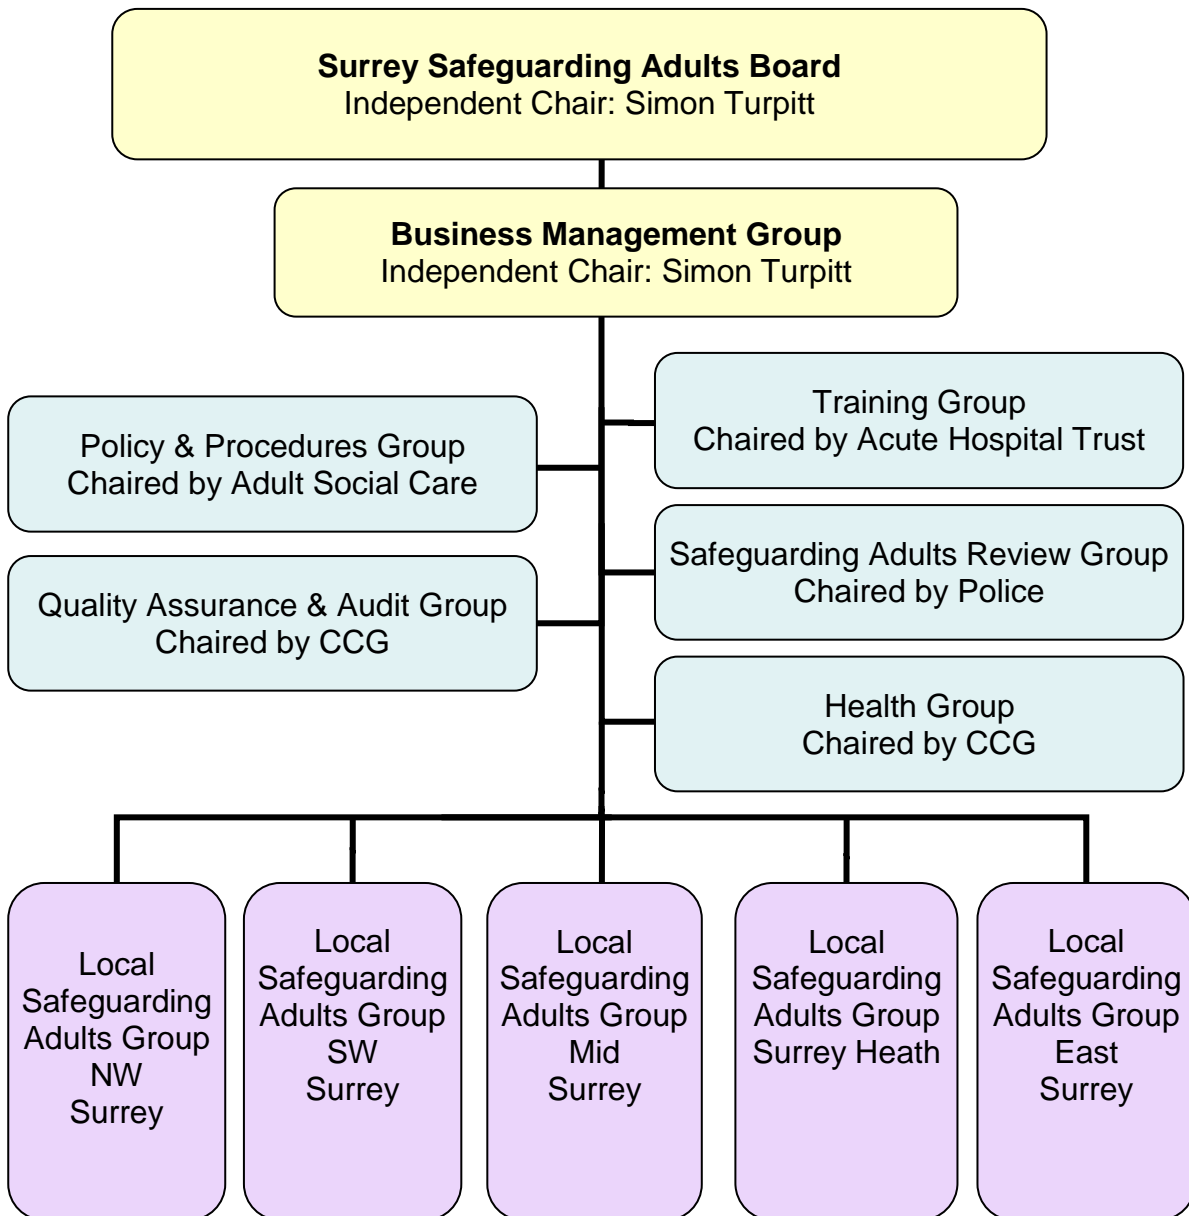 Surrey Safeguarding Adults Board
Independent Chair: Simon Turpitt
Business Management Group
Independent Chair: Simon Turpitt
Policy & Procedures Group
Chaired by Adult Social Care
Training Group
Chaired by Acute Hospital Trust
Quality Assurance & Audit Group
Chaired by CCG
Safeguarding Adults Review Group
Chaired by Police
Health Group
Chaired by CCG
Local
Safeguarding
Adults Group
NW
Surrey
Local
Safeguarding
Adults Group
SW
Surrey
Local
Safeguarding
Adults Group
Mid
Surrey
Local
Safeguarding
Adults Group
Surrey Heath
Local
Safeguarding
Adults Group
East
Surrey